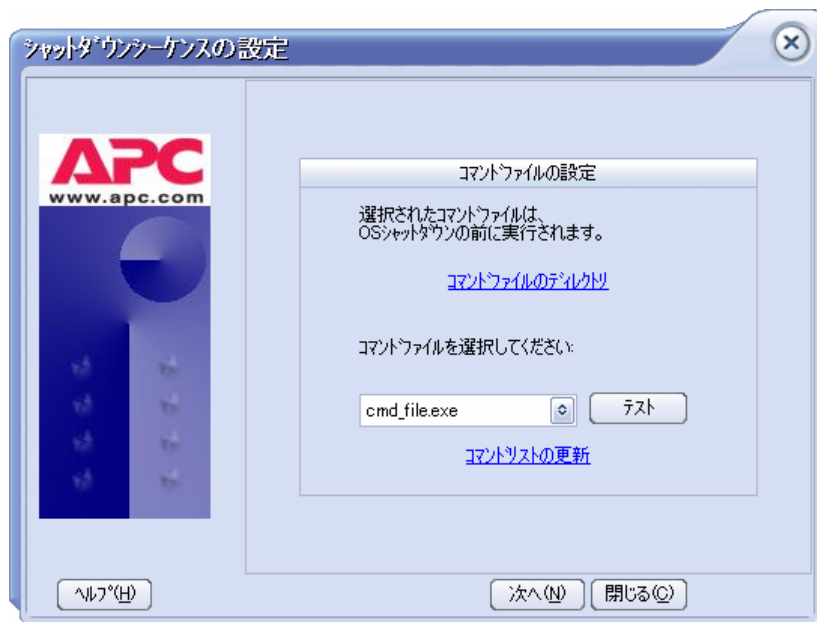 シャットダウンシーケンスの設定
APC
www.apc.com
コマンドファイルの設定
選択されたコマンドファイルは、
OSシャットダウンの前に実行されます。
コマンドファイルのディレクトリ
コマンドファイルを選択してください:
cmd_file.exe
テスト
コマンドリストの更新
ヘルプ(H)
次へ(N)
閉じる(C)